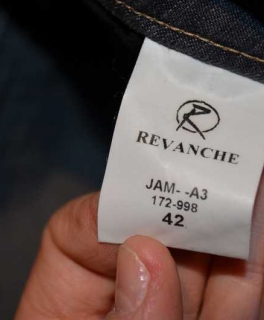 REVANCHE
JAM- -A3
172-998
42